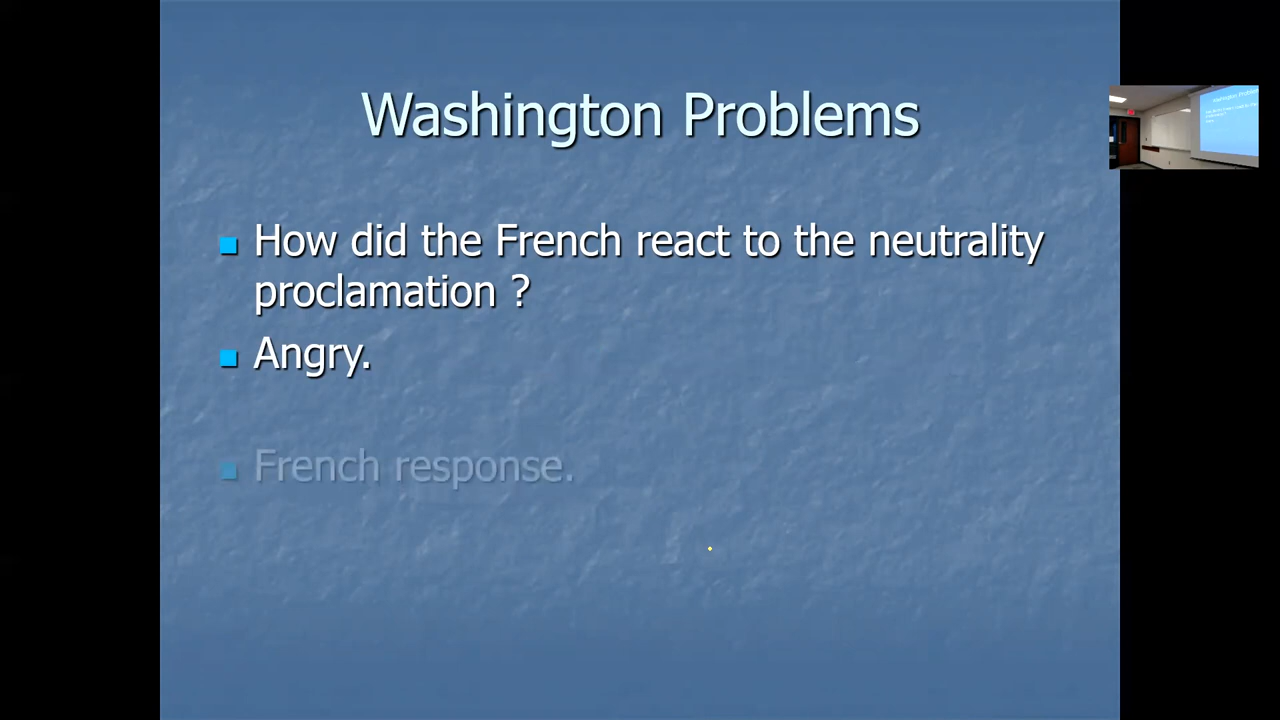 Washington Problems
How did the French react to the neutrality
proclamation ?
Angry.
French response.